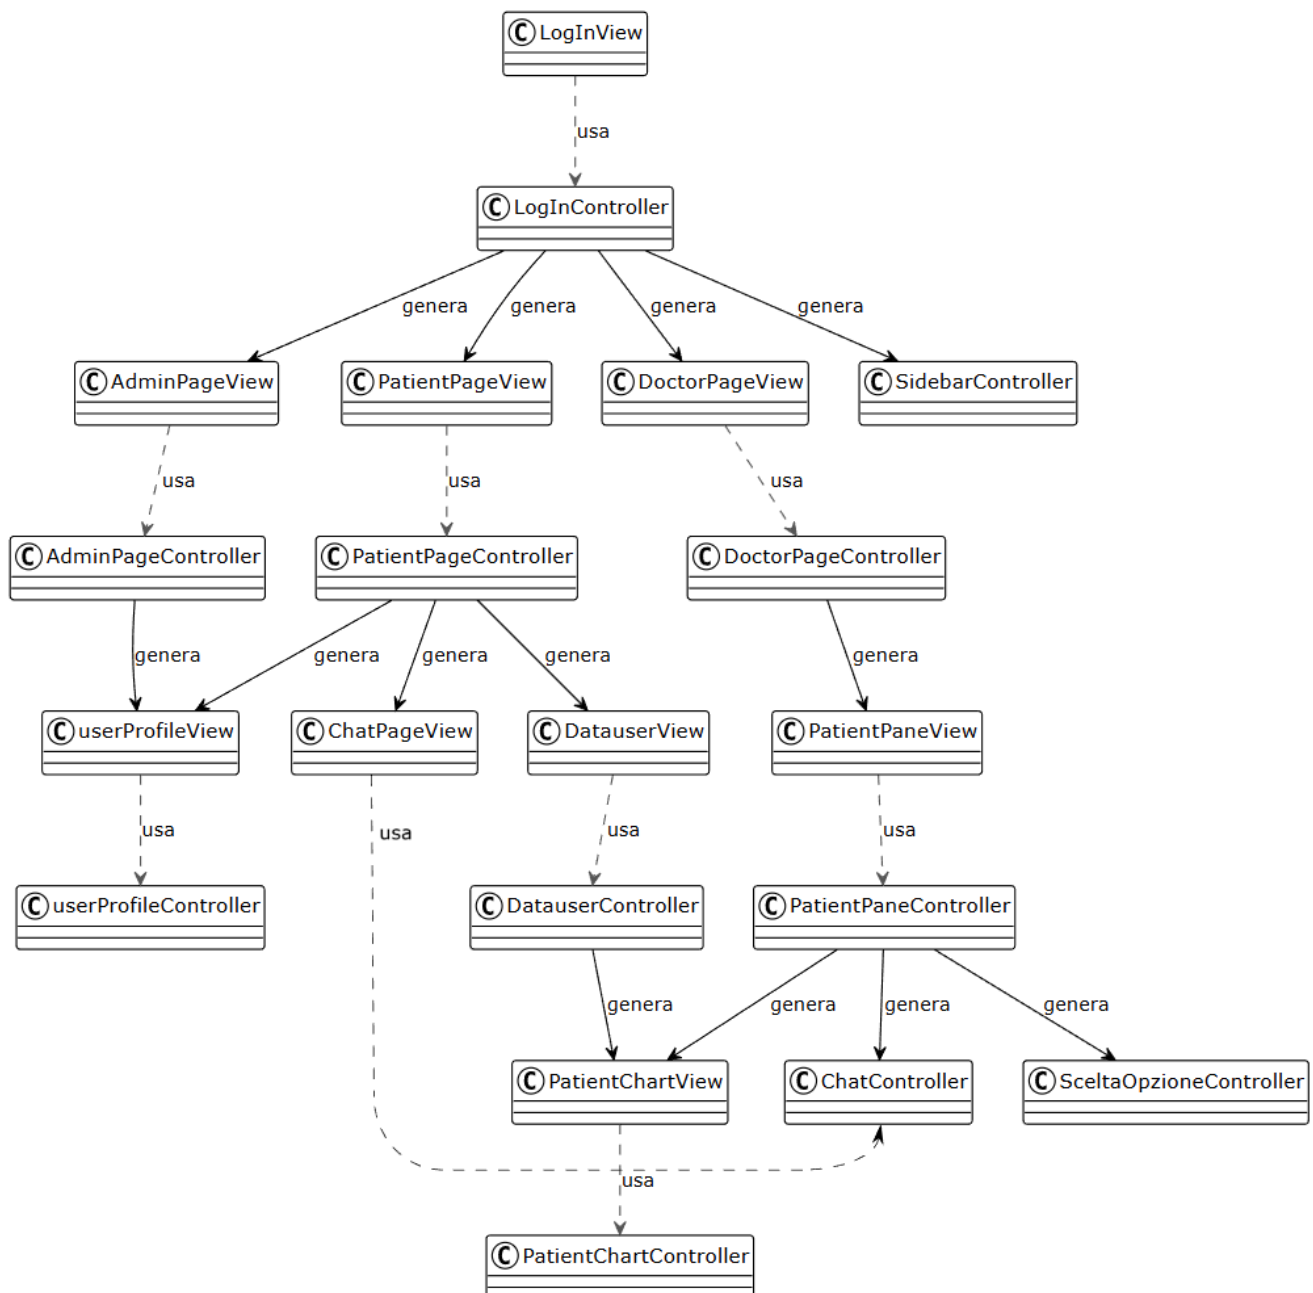 C LogInView
usa
C LogInController
genera genera genera genera
C AdminPageView C PatientPageView C DoctorPageView C SidebarController
usa usa usa
C AdminPageController C PatientPageController C DoctorPageController
genera genera genera genera genera
C userProfileView C ChatPageView C DatauserView C PatientPaneView
usa usa usa usa
C userProfileController C DatauserController C PatientPaneController
genera genera genera genera
C PatientChartView C ChatController C SceltaOpzioneController
usa
C PatientChartController